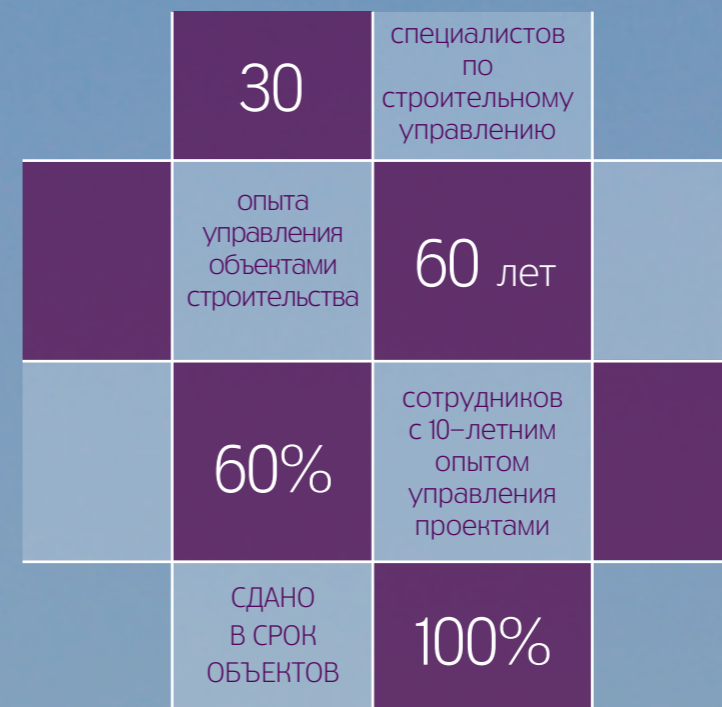 30
специалистов
по
строительному
управлению
опыта
управления
объектами
строительства
60 лет
60%
сотрудников
с 10–летним
опытом
управления
проектами
СДАНО
В СРОК
ОБЪЕКТОВ
100%